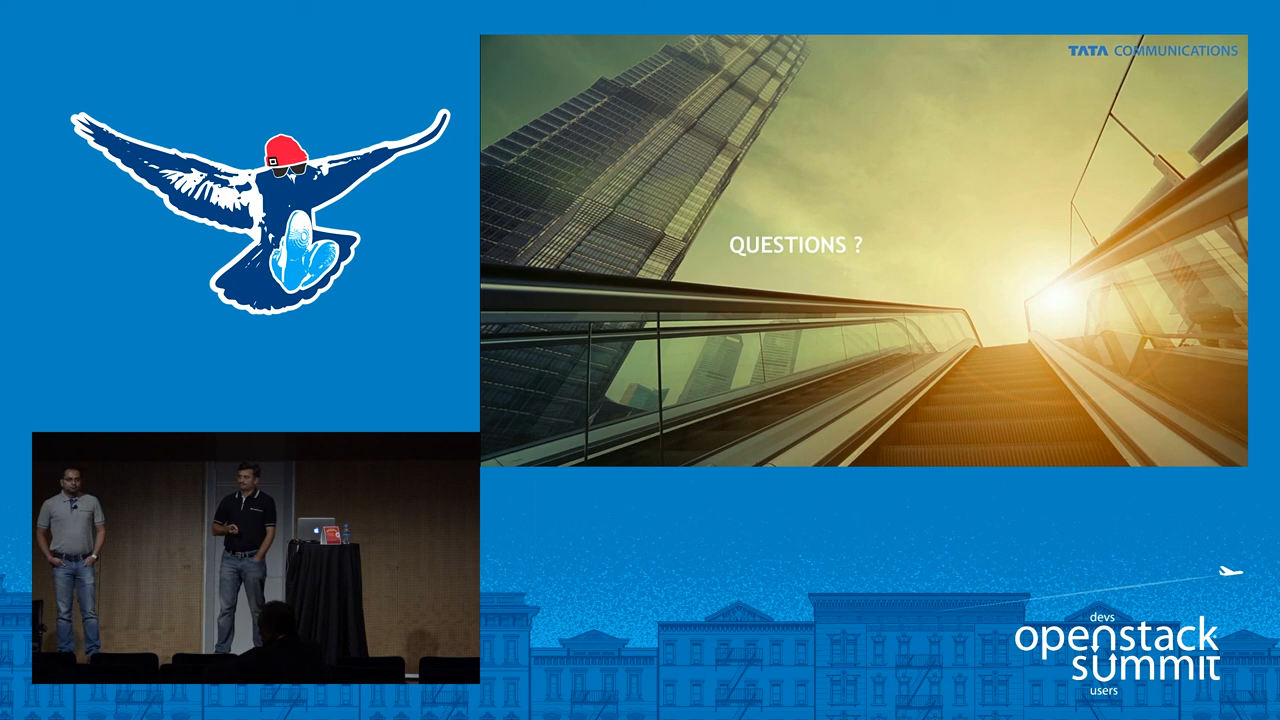 TATA COMMUNICATIONS
QUESTIONS ?
devs
openstack
summit
users